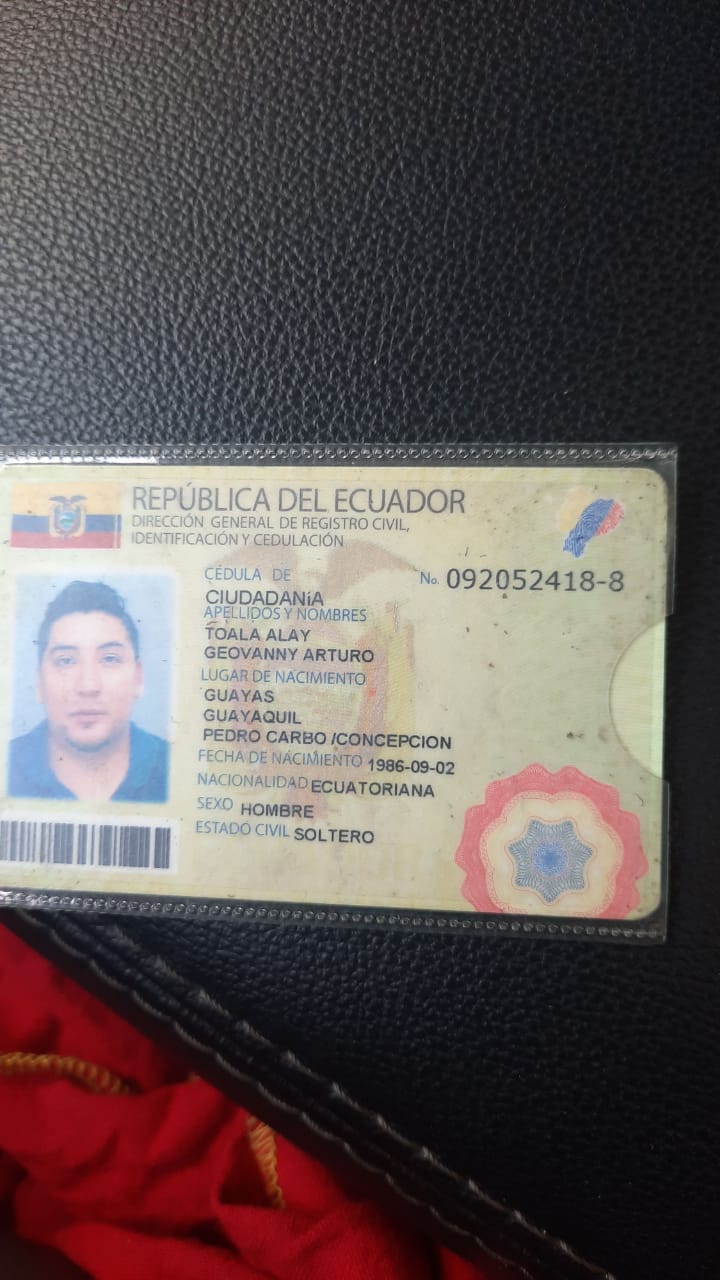 REPÚBLICA DEL ECUADOR
DIRECCIÓN GENERAL DE REGISTRO CIVIL,
IDENTIFICACIÓN Y CEDULACIÓN
CÉDULA DE No. 092052418-8
CIUDADANíA
APELLIDOS Y NOMBRES
TOALA ALAY
GEOVANNY ARTURO
LUGAR DE NACIMIENTO
GUAYAS
GUAYAQUIL
PEDRO CARBO /CONCEPCION
FECHA DE NACIMIENTO 1986-09-02
NACIONALIDAD ECUATORIANA
SEXO HOMBRE
ESTADO CIVIL SOLTERO